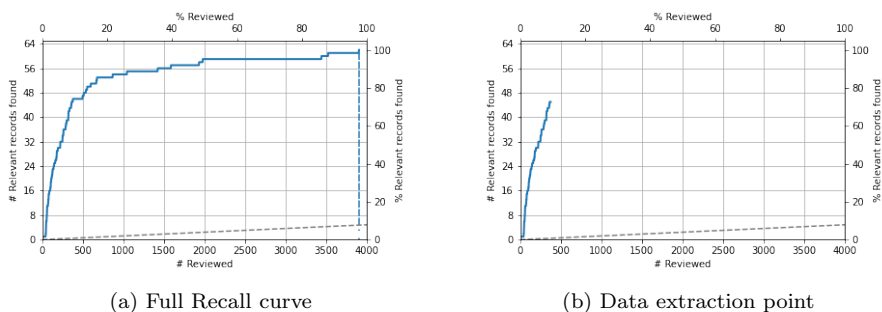 % Reviewed
0 20 40 60 80 100
64
56
48
40
32
24
16
8
0
# Relevant records found
100
80
60
40
20
0
% Relevant records found
0 500 1000 1500 2000 2500 3000 3500 4000
# Reviewed
(a) Full Recall curve
% Reviewed
0 20 40 60 80 100
64
56
48
40
32
24
16
8
0
# Relevant records found
100
80
60
40
20
0
% Relevant records found
0 500 1000 1500 2000 2500 3000 3500 4000
# Reviewed
(b) Data extraction point